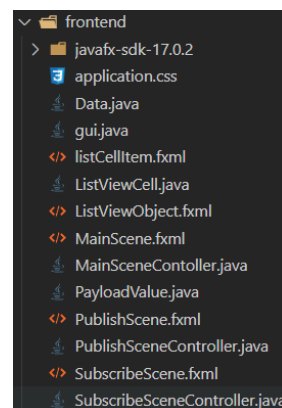 frontend
javafx-sdk-17.0.2
application.css
Data.java
gui.java
listCellItem.fxml
ListViewCell.java
ListViewObject.fxml
MainScene.fxml
MainSceneContoller.java
PayloadValue.java
PublishScene.fxml
PublishSceneController.java
SubscribeScene.fxml
SubscribeSceneController.java